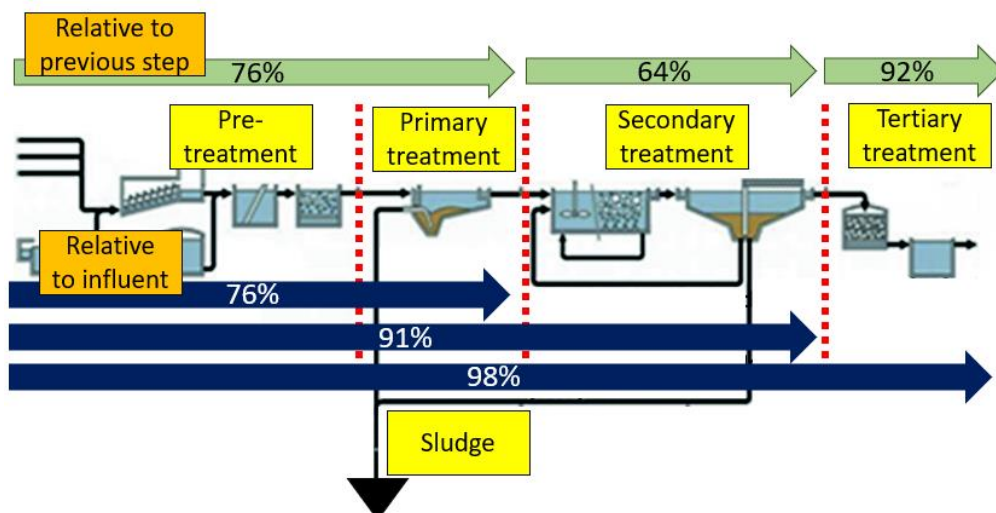 Relative to
previous step
76%
64%
92%
Pre-
treatment
Primary
treatment
Secondary
treatment
Tertiary
treatment
Relative
to influent
76%
91%
98%
Sludge